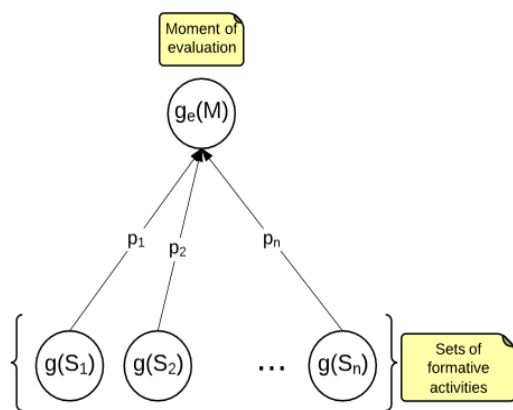 Moment of
evaluation
gₑ(M)
p₁
p₂
pₙ
{ g(S₁) g(S₂) ... g(Sₙ) }
Sets of
formative
activities